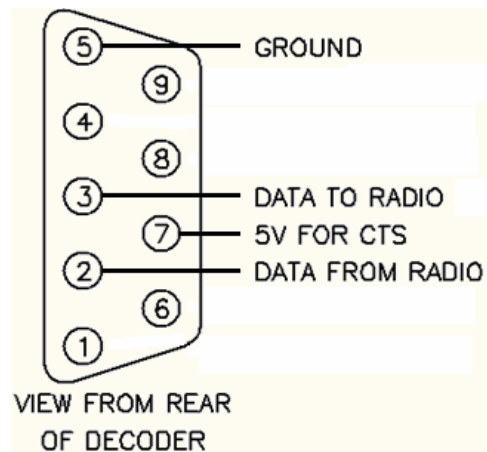 5 GROUND
9
4
8
3 DATA TO RADIO
7 5V FOR CTS
2 DATA FROM RADIO
6
1
VIEW FROM REAR
OF DECODER